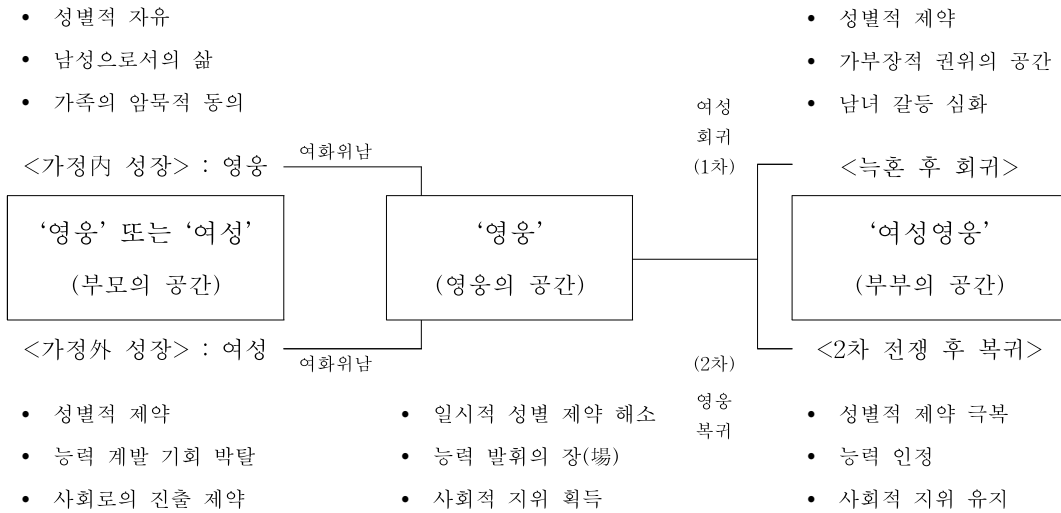 • 성별적 자유
• 남성으로서의 삶
• 가족의 암묵적 동의
<가정內 성장> : 영웅
여화위남
‘영웅’ 또는 ‘여성’
(부모의 공간)
<가정外 성장> : 여성
여화위남
• 성별적 제약
• 능력 계발 기회 박탈
• 사회로의 진출 제약
‘영웅’
(영웅의 공간)
• 일시적 성별 제약 해소
• 능력 발휘의 장(場)
• 사회적 지위 획득
여성
회귀
(1차)
(2차)
영웅
복귀
• 성별적 제약
• 가부장적 권위의 공간
• 남녀 갈등 심화
<늑혼 후 회귀>
‘여성영웅’
(부부의 공간)
<2차 전쟁 후 복귀>
• 성별적 제약 극복
• 능력 인정
• 사회적 지위 유지